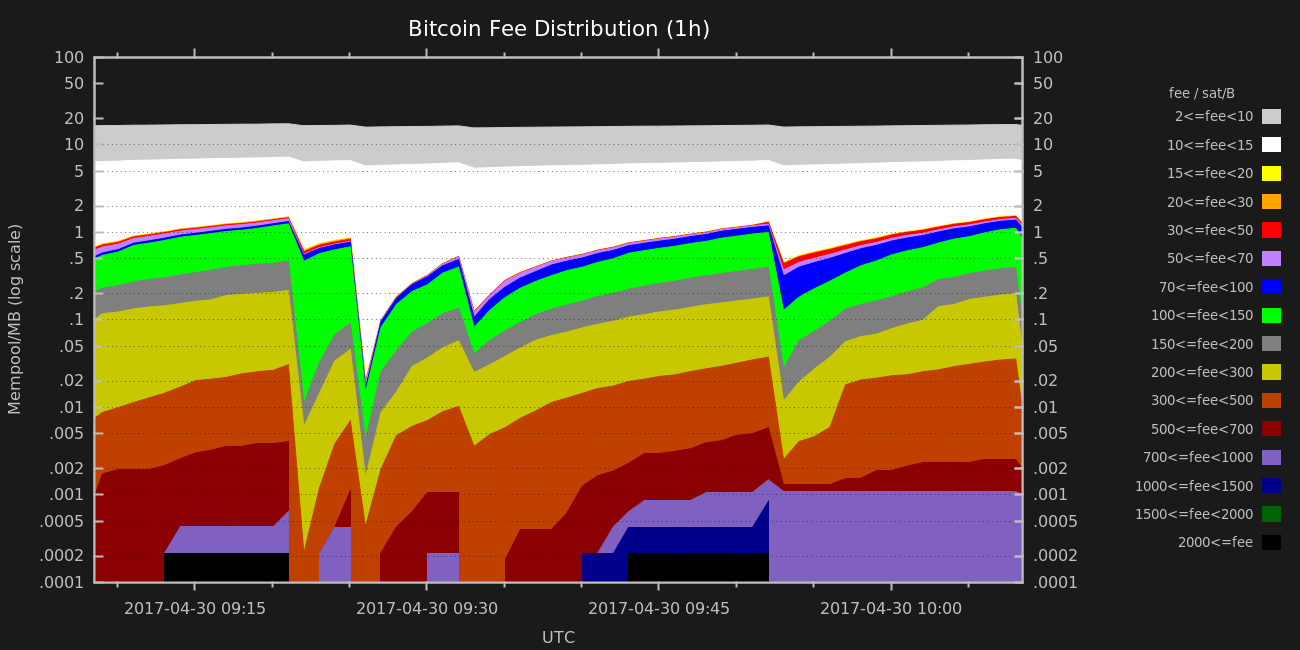 Bitcoin Fee Distribution (1h)
100
50
20
10
5
2
1
.5
.2
.1
.05
.02
.01
.005
.002
.001
.0005
.0002
.0001
Mempool/MB (log scale)
100
50
20
10
5
2
1
.5
.2
.1
.05
.02
.01
.005
.002
.001
.0005
.0002
.0001
2017-04-30 09:15
2017-04-30 09:30
2017-04-30 09:45
2017-04-30 10:00
UTC
fee / sat/B
2<=fee<10
10<=fee<15
15<=fee<20
20<=fee<30
30<=fee<50
50<=fee<70
70<=fee<100
100<=fee<150
150<=fee<200
200<=fee<300
300<=fee<500
500<=fee<700
700<=fee<1000
1000<=fee<1500
1500<=fee<2000
2000<=fee